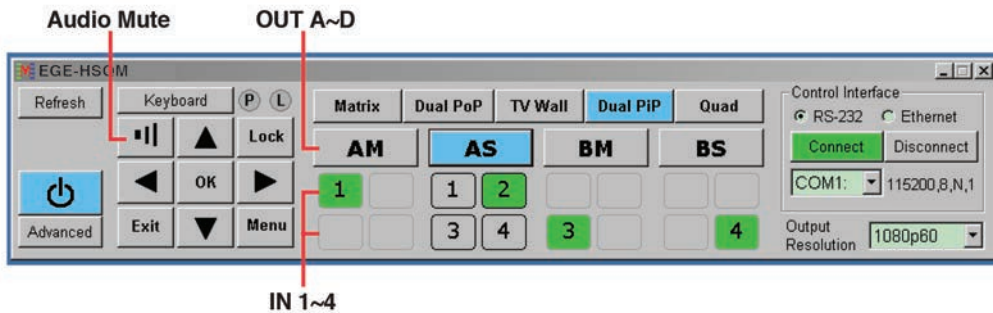 Audio Mute
OUT A~D
EGE-HSOM
Refresh
Keyboard
P
L
Lock
OK
Advanced
Exit
Menu
Matrix
Dual PoP
TV Wall
Dual PiP
Quad
AM
AS
BM
BS
1
1
2
3
4
3
4
Control Interface
RS-232
Ethernet
Connect
Disconnect
COM1:
115200,8,N,1
Output
Resolution
1080p60
IN 1~4